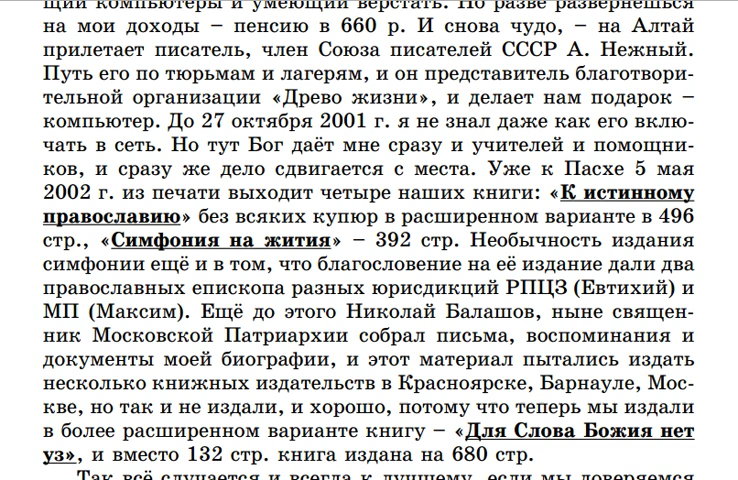 щий компьютеры и умеющий верстать. Но разве развернёшься
на мои доходы – пенсию в 660 р. И снова чудо, – на Алтай
прилетает писатель, член Союза писателей СССР А. Нежный.
Путь его по тюрьмам и лагерям, и он представитель благотвори-
тельной организации «Древо жизни», и делает нам подарок –
компьютер. До 27 октября 2001 г. я не знал даже как его вклю-
чать в сеть. Но тут Бог даёт мне сразу и учителей и помощни-
ков, и сразу же дело сдвигается с места. Уже к Пасхе 5 мая
2002 г. из печати выходит четыре наших книги: «К истинному
православию» без всяких купюр в расширенном варианте в 496
стр., «Симфония на жития» – 392 стр. Необычность издания
симфонии ещё и в том, что благословение на её издание дали два
православных епископа разных юрисдикций РПЦЗ (Евтихий) и
МП (Максим). Ещё до этого Николай Балашов, ныне священ-
ник Московской Патриархии собрал письма, воспоминания и
документы моей биографии, и этот материал пытались издать
несколько книжных издательств в Красноярске, Барнауле, Мос-
кве, но так и не издали, и хорошо, потому что теперь мы издали
в более расширенном варианте книгу – «Для Слова Божия нет
уз», и вместо 132 стр. книга издана на 680 стр.
Так всё случается и всегда к лучшему, если мы доверяемся